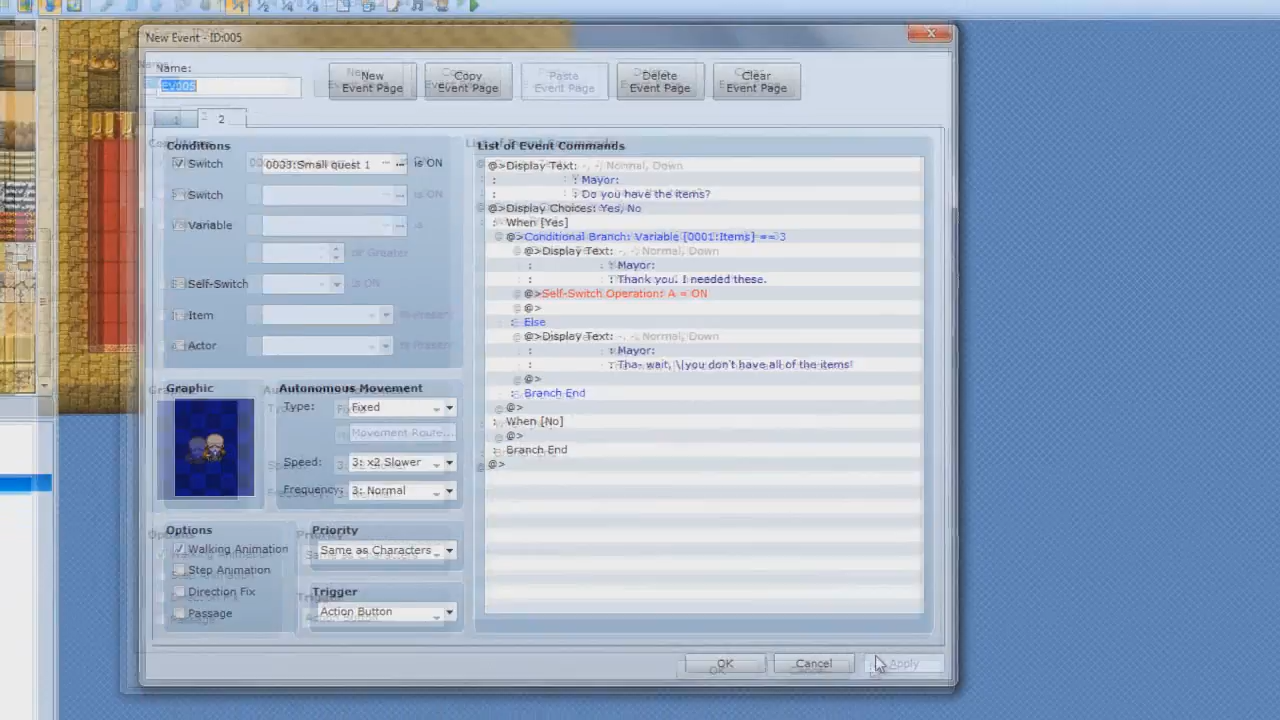 New Event - ID:005
Name:
EV005
New Event Page
Copy Event Page
Paste Event Page
Delete Event Page
Clear Event Page
1
2
Conditions
Switch 0003:Small quest 1 ... is ON
Switch ... is ON
Variable ... is
or Greater
Self-Switch is ON
Item
Actor
Graphic
Autonomous Movement
Type: Fixed
Movement Route...
Speed: 3: x2 Slower
Frequency: 3: Normal
Options
Walking Animation
Step Animation
Direction Fix
Passage
Priority
Same as Characters
Trigger
Action Button
List of Event Commands
@>Display Text: -, -, Normal, Down
: : Mayor:
: : Do you have the items?
@>Display Choices: Yes, No
: When [Yes]
@>Conditional Branch: Variable [0001:Items] == 3
@>Display Text: -, -, Normal, Down
: : Mayor:
: : Thank you. I needed these.
@>Self-Switch Operation: A = ON
@>
: Else
@>Display Text: -, -, Normal, Down
: : Mayor:
: : Tha- wait, \|you don't have all of the items!
@>
: Branch End
@>
: When [No]
@>
: Branch End
@>
OK
Cancel
Apply